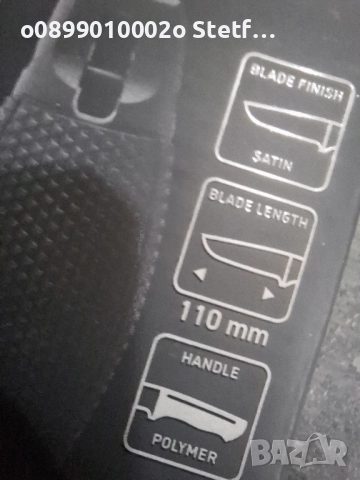 o0899010002o Stetf...
BLADE FINISH
SATIN
BLADE LENGTH
110 mm
HANDLE
POLYMER
BAZAR